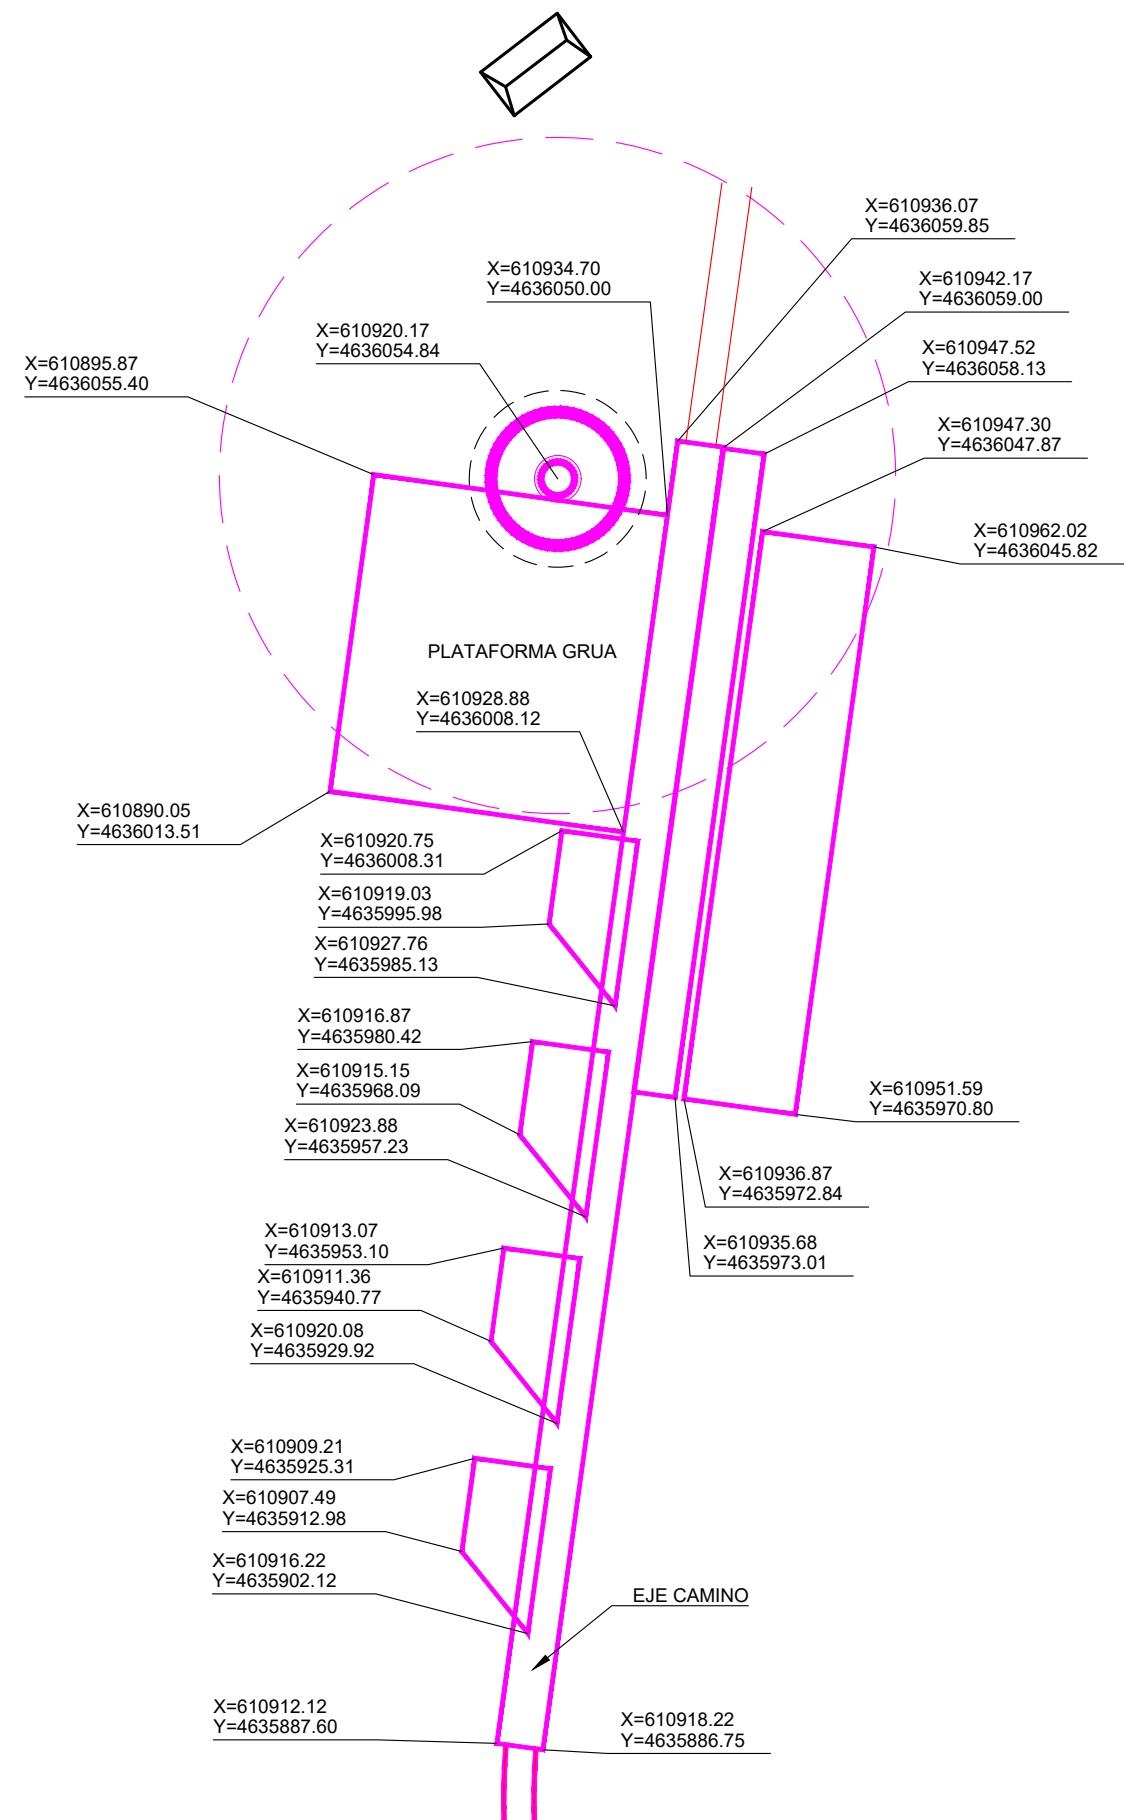 X=610936.07
Y=4636059.85
X=610934.70
Y=4636050.00
X=610942.17
Y=4636059.00
X=610920.17
Y=4636054.84
X=610947.52
Y=4636058.13
X=610895.87
Y=4636055.40
X=610947.30
Y=4636047.87
X=610962.02
Y=4636045.82
PLATAFORMA GRUA
X=610928.88
Y=4636008.12
X=610890.05
Y=4636013.51
X=610920.75
Y=4636008.31
X=610919.03
Y=4635995.98
X=610927.76
Y=4635985.13
X=610916.87
Y=4635980.42
X=610915.15
Y=4635968.09
X=610951.59
Y=4635970.80
X=610923.88
Y=4635957.23
X=610936.87
Y=4635972.84
X=610913.07
Y=4635953.10
X=610935.68
Y=4635973.01
X=610911.36
Y=4635940.77
X=610920.08
Y=4635929.92
X=610909.21
Y=4635925.31
X=610907.49
Y=4635912.98
X=610916.22
Y=4635902.12
EJE CAMINO
X=610912.12
Y=4635887.60
X=610918.22
Y=4635886.75